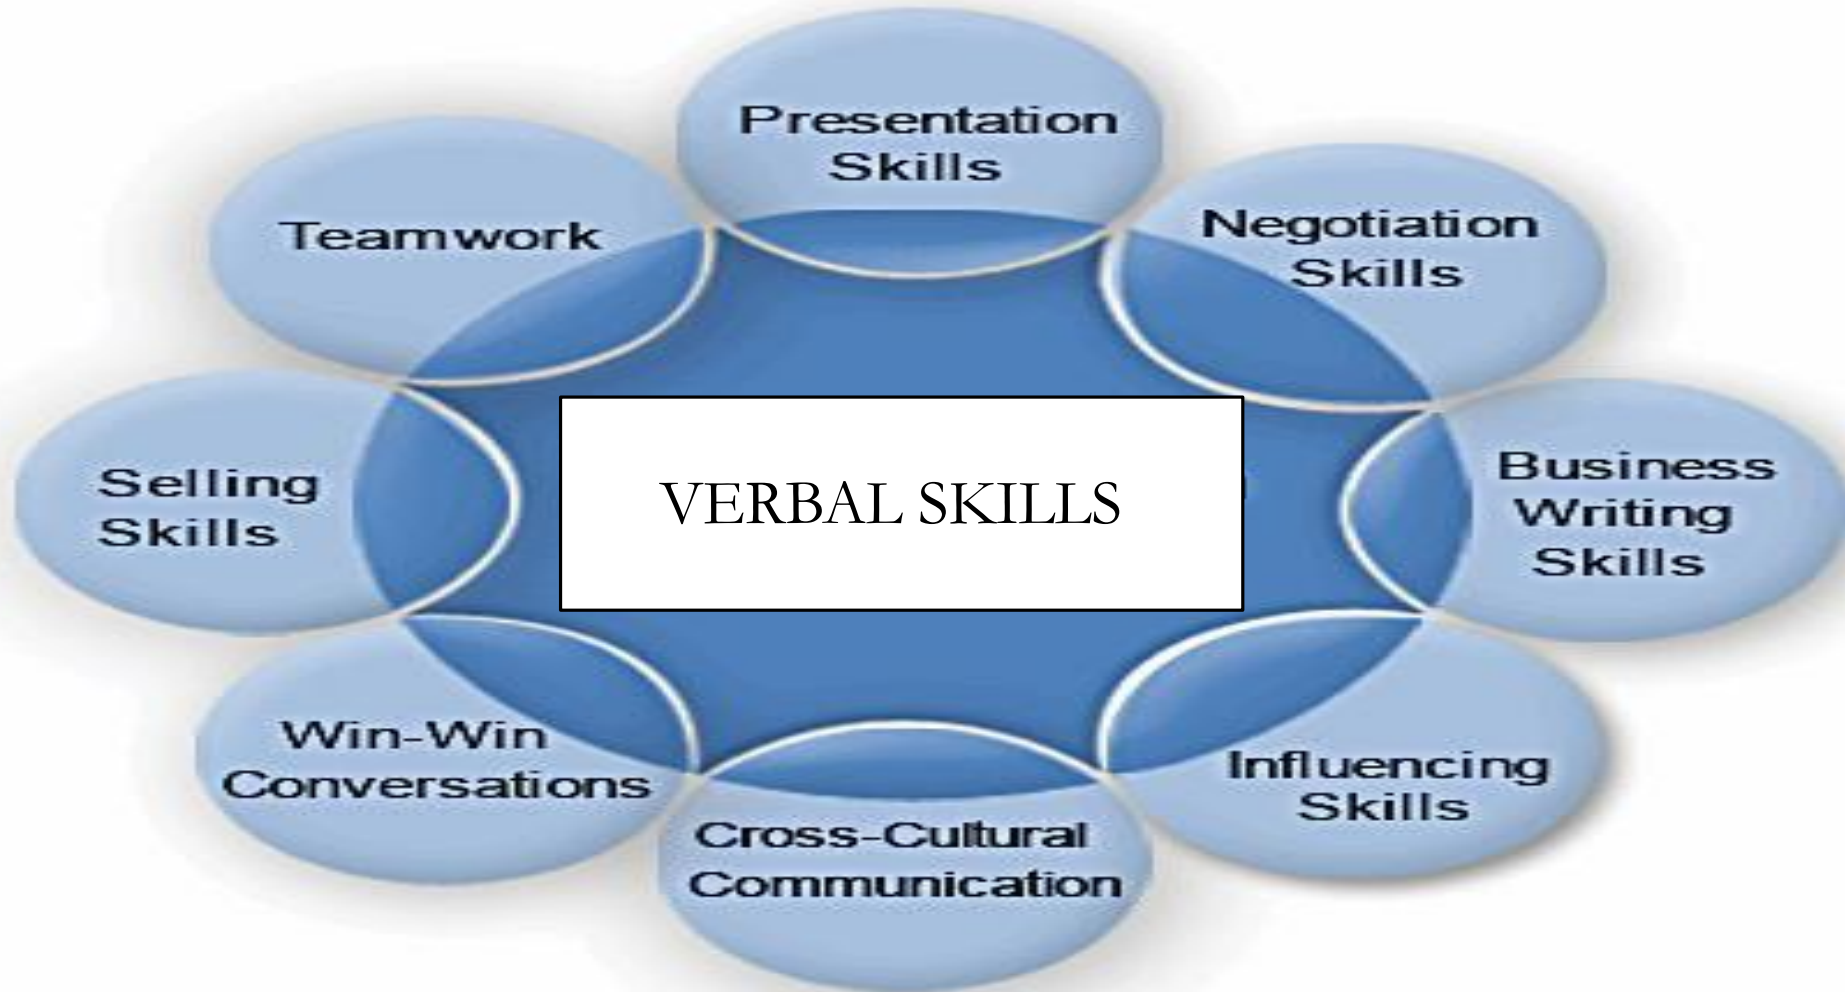 Presentation
Skills
Negotiation
Skills
Business
Writing
Skills
Influencing
Skills
Cross-Cultural
Communication
Win-Win
Conversations
Selling
Skills
Teamwork
VERBAL SKILLS